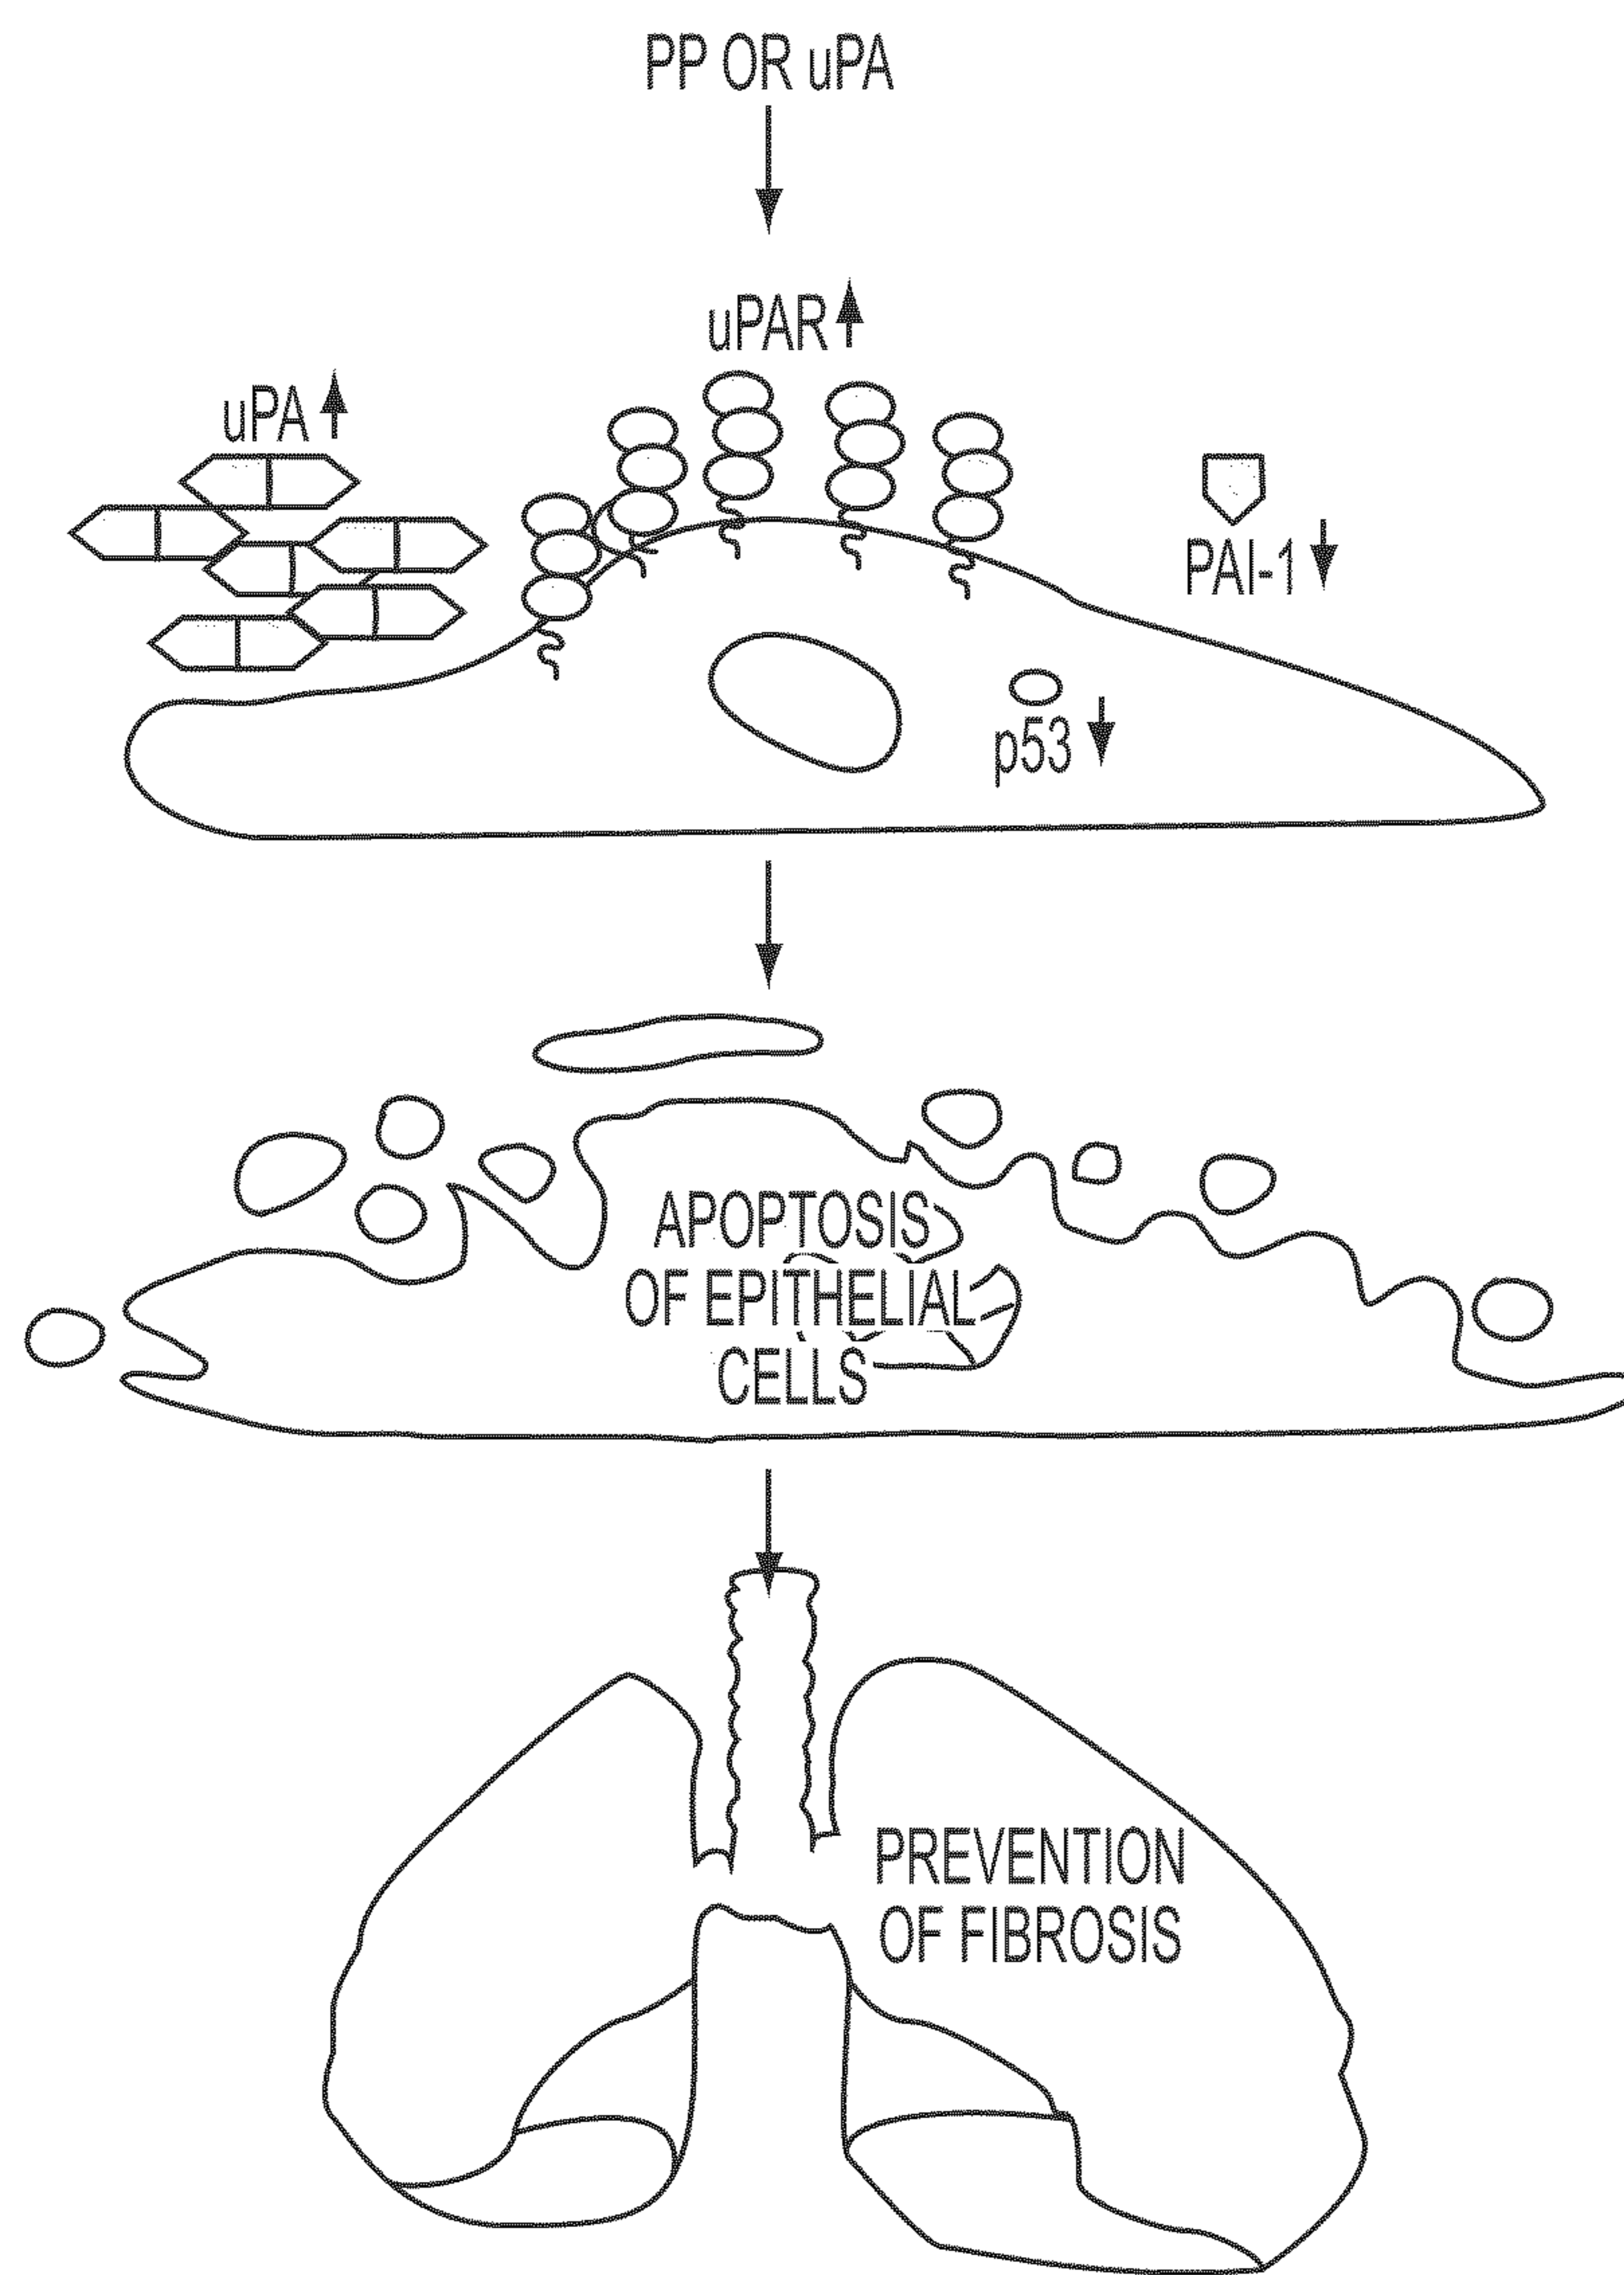 PP OR uPA
uPAR
uPA
PAI-1
p53
APOPTOSIS
OF EPITHELIAL
CELLS
PREVENTION
OF FIBROSIS